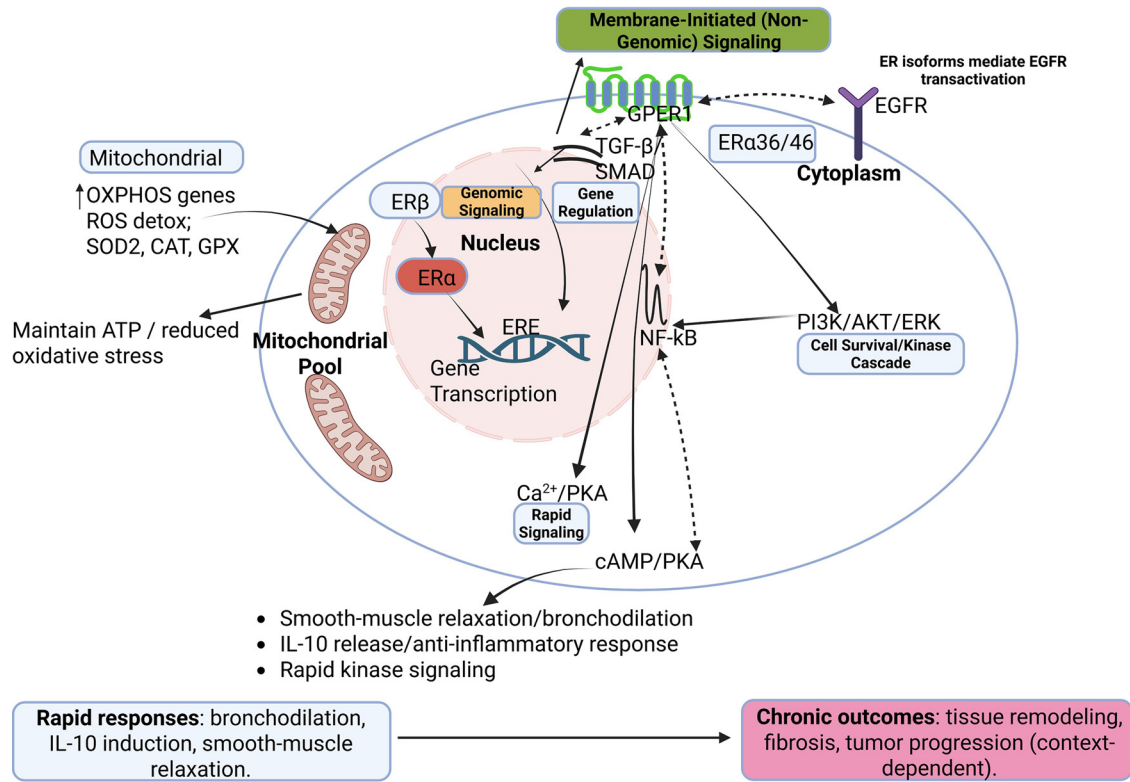 Membrane-Initiated (Non-
Genomic) Signaling
ER isoforms mediate EGFR
transactivation
GPER1
EGFR
ERα36/46
Cytoplasm
TGF-β/
SMAD
Mitochondrial
↑OXPHOS genes
ROS detox;
SOD2, CAT, GPX
ERβ
Genomic
Signaling
Gene
Regulation
Nucleus
ERα
Maintain ATP / reduced
oxidative stress
Mitochondrial
Pool
ERE
Gene
Transcription
NF-kB
PI3K/AKT/ERK
Cell Survival/Kinase
Cascade
Ca²⁺/PKA
Rapid
Signaling
cAMP/PKA
• Smooth-muscle relaxation/bronchodilation
• IL-10 release/anti-inflammatory response
• Rapid kinase signaling
Rapid responses: bronchodilation,
IL-10 induction, smooth-muscle
relaxation.
Chronic outcomes: tissue remodeling,
fibrosis, tumor progression (context-
dependent).